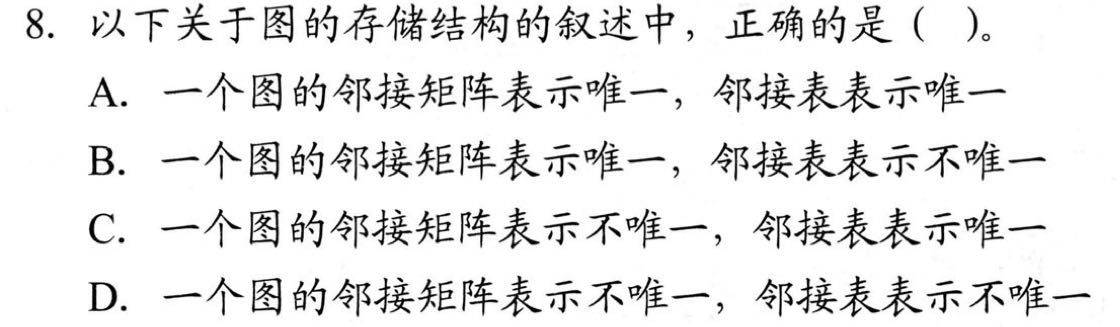 8. 以下关于图的存储结构的叙述中，正确的是（ ）。
A. 一个图的邻接矩阵表示唯一，邻接表表示唯一
B. 一个图的邻接矩阵表示唯一，邻接表表示不唯一
C. 一个图的邻接矩阵表示不唯一，邻接表表示唯一
D. 一个图的邻接矩阵表示不唯一，邻接表表示不唯一